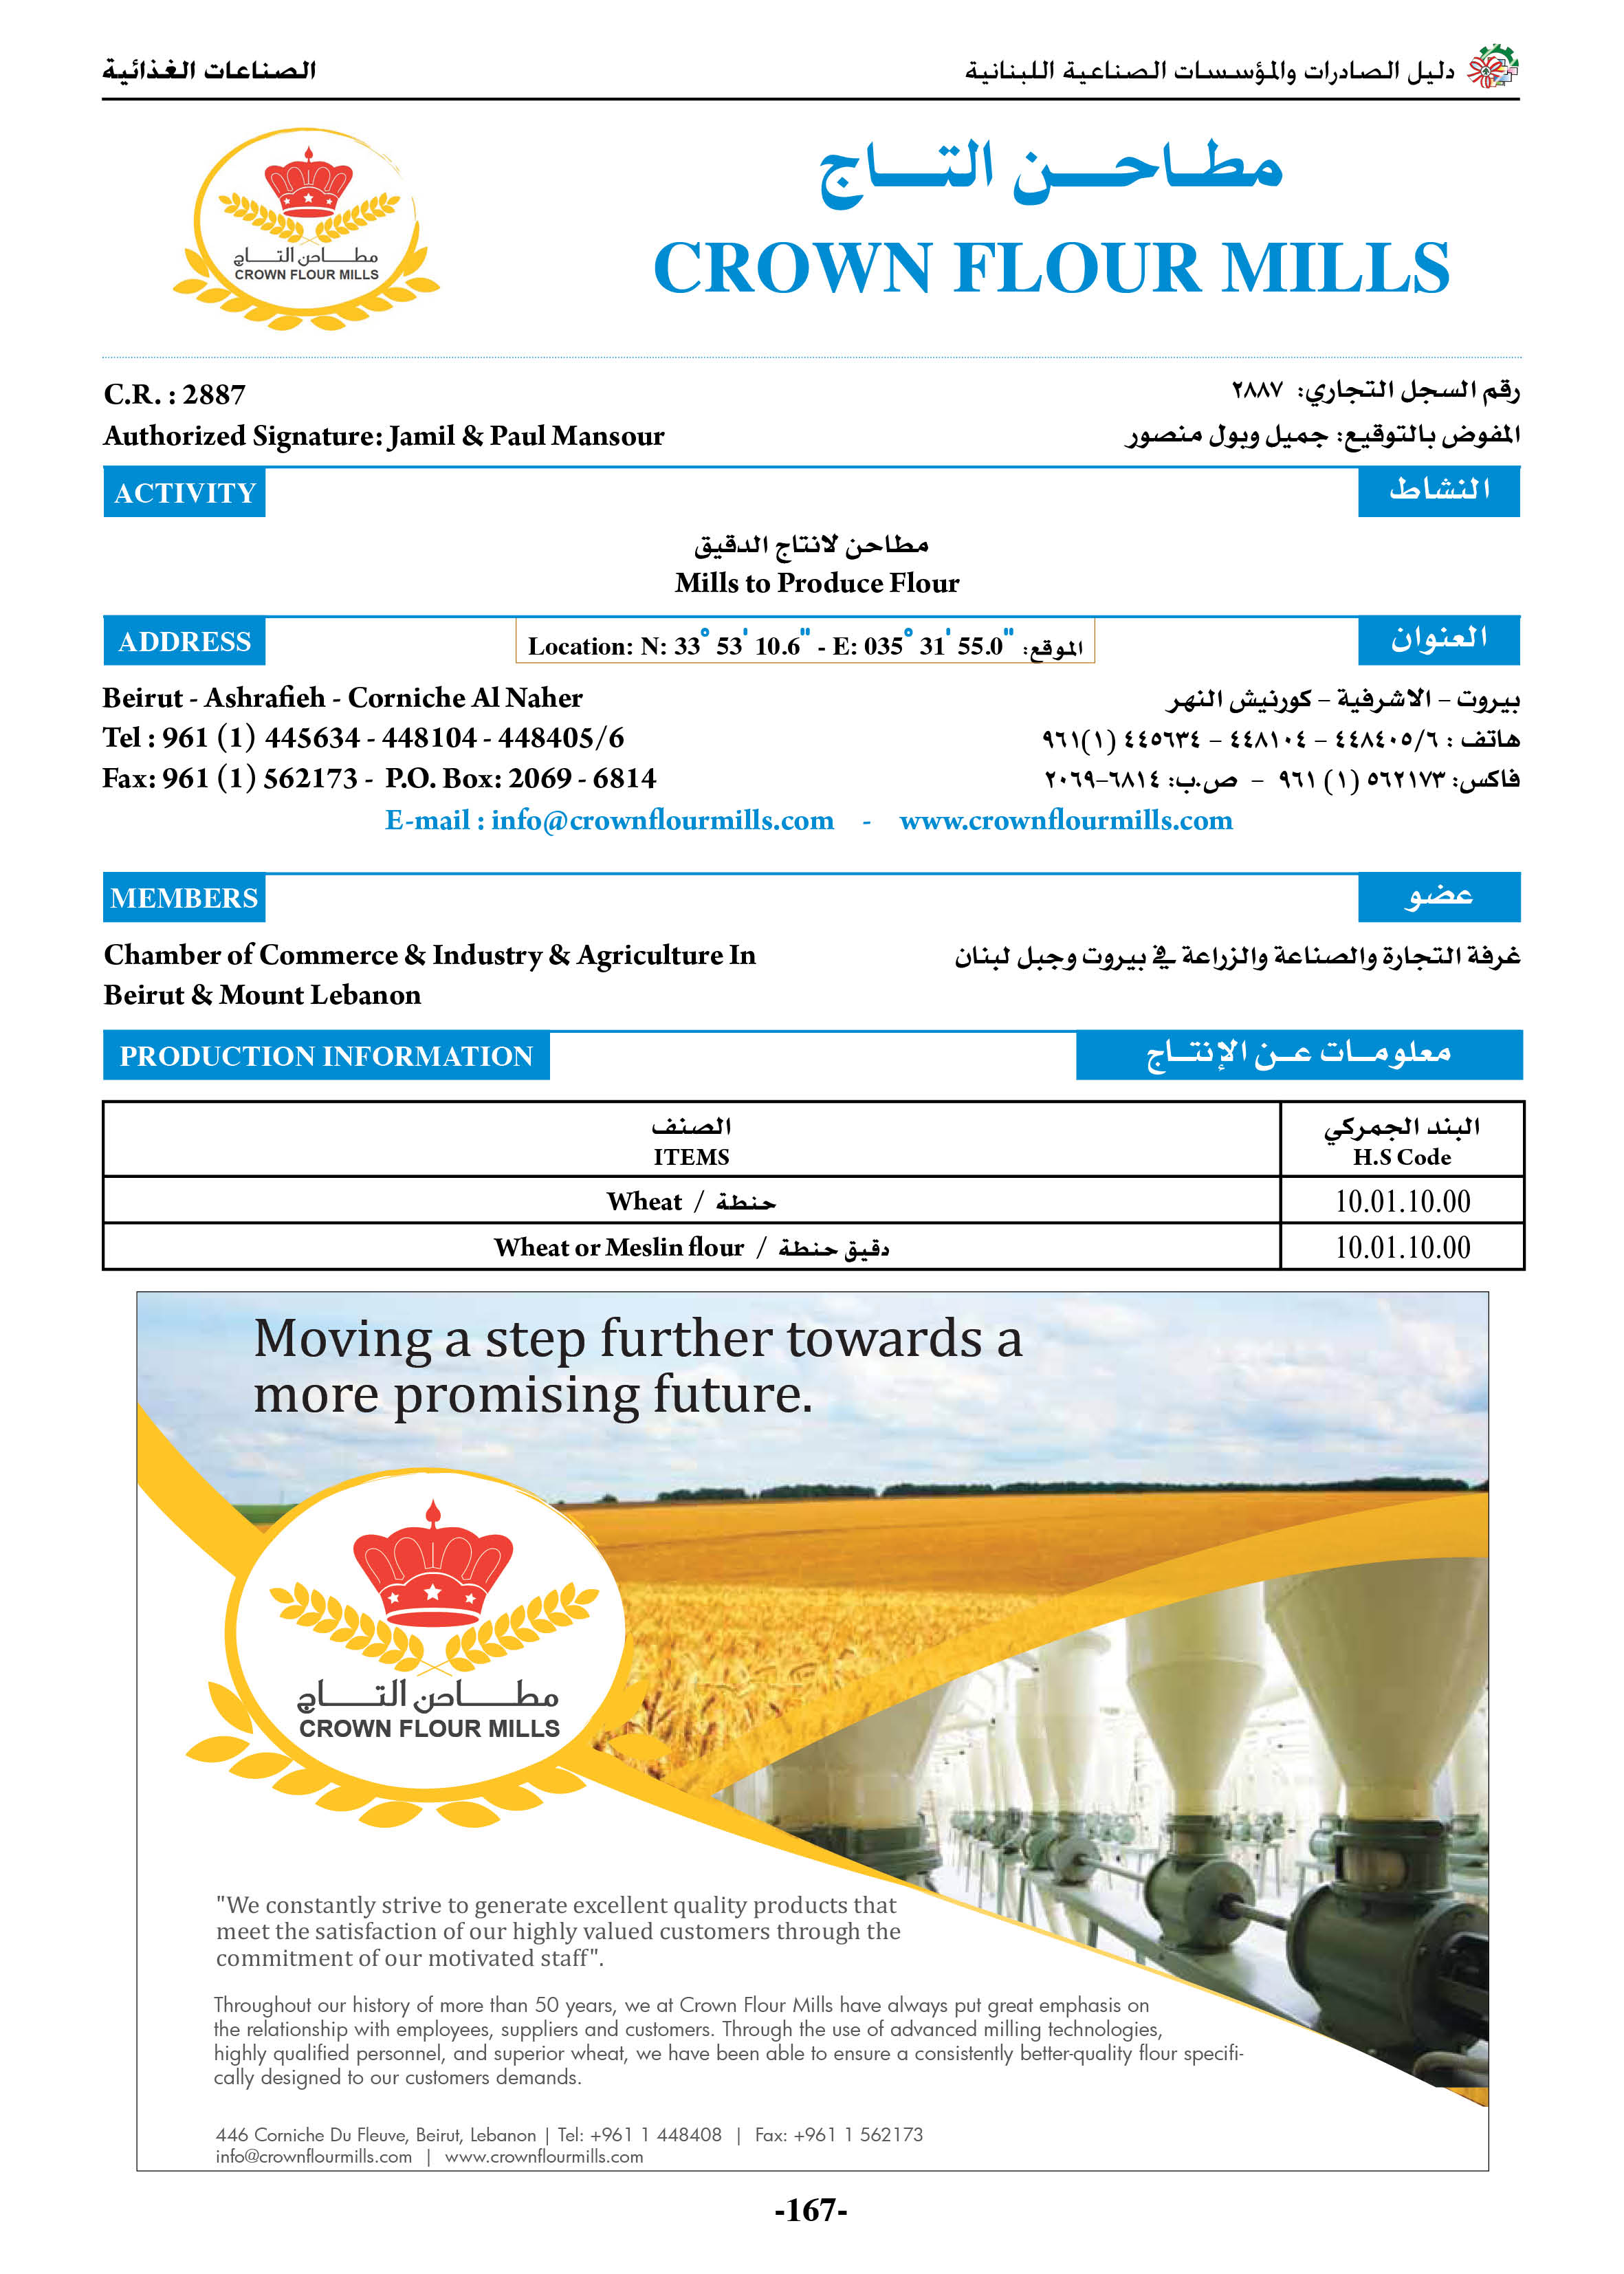 دليل الصادرات والمؤسسات الصناعية اللبنانية
الصناعات الغذائية
مطاحن التاج
CROWN FLOUR MILLS
مطاحن التاج
CROWN FLOUR MILLS
C.R. : 2887
رقم السجل التجاري: ٢٨٨٧
Authorized Signature: Jamil & Paul Mansour
المفوض بالتوقيع: جميل وبول منصور
ACTIVITY
النشاط
مطاحن لانتاج الدقيق
Mills to Produce Flour
ADDRESS
Location: N: 33° 53' 10.6" - E: 035° 31' 55.0" :الموقع
العنوان
Beirut - Ashrafieh - Corniche Al Naher
بيروت – الاشرفية – كورنيش النهر
Tel : 961 (1) 445634 - 448104 - 448405/6
هاتف : ٤٤٨٤٠٥/٦ – ٤٤٨١٠٤ – ٤٤٥٦٣٤ (١)٩٦١
Fax: 961 (1) 562173 - P.O. Box: 2069 - 6814
فاكس: ٥٦٢١٧٣ (١) ٩٦١ – ص.ب: ٦٨١٤-٢٠٦٩
E-mail : info@crownflourmills.com - www.crownflourmills.com
MEMBERS
عضو
Chamber of Commerce & Industry & Agriculture In
غرفة التجارة والصناعة والزراعة في بيروت وجبل لبنان
Beirut & Mount Lebanon
PRODUCTION INFORMATION
معلومات عن الإنتاج
الصنف
ITEMS
البند الجمركي
H.S Code
Wheat / حنطة
10.01.10.00
Wheat or Meslin flour / دقيق حنطة
10.01.10.00
Moving a step further towards a
more promising future.
مطاحن التاج
CROWN FLOUR MILLS
"We constantly strive to generate excellent quality products that
meet the satisfaction of our highly valued customers through the
commitment of our motivated staff".
Throughout our history of more than 50 years, we at Crown Flour Mills have always put great emphasis on
the relationship with employees, suppliers and customers. Through the use of advanced milling technologies,
highly qualified personnel, and superior wheat, we have been able to ensure a consistently better-quality flour specifi-
cally designed to our customers demands.
446 Corniche Du Fleuve, Beirut, Lebanon | Tel: +961 1 448408 | Fax: +961 1 562173
info@crownflourmills.com | www.crownflourmills.com
-167-